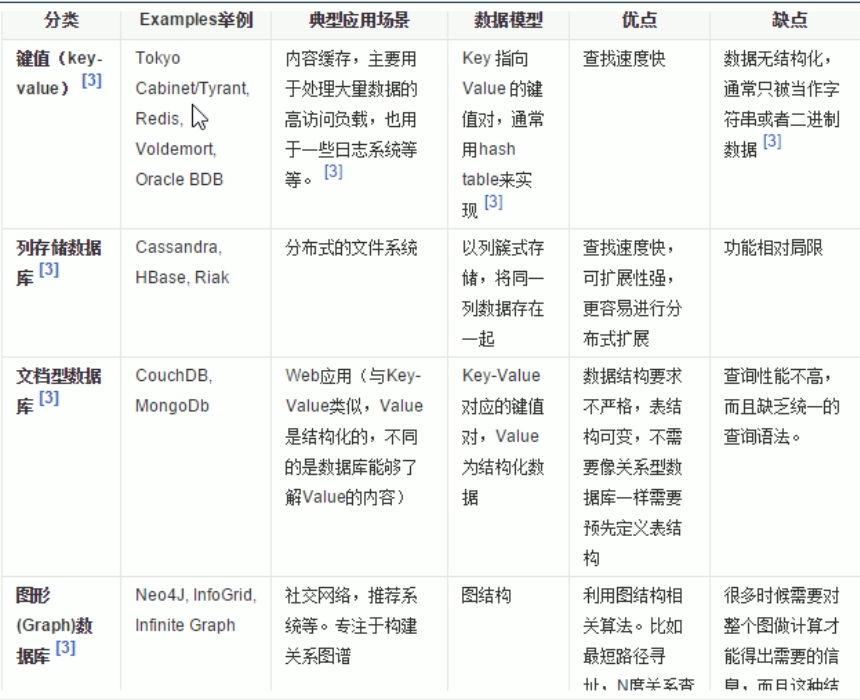 分类
Examples举例
典型应用场景
数据模型
优点
缺点
键值（key-
value）[3]
Tokyo
Cabinet/Tyrant,
Redis,
Voldemort,
Oracle BDB
内容缓存，主要用
于处理大量数据的
高访问负载，也用
于一些日志系统等
等。[3]
Key 指向
Value 的键
值对，通常
用hash
table来实
现 [3]
查找速度快
数据无结构化，
通常只被当作字
符串或者二进制
数据 [3]
列存储数据
库 [3]
Cassandra,
HBase, Riak
分布式的文件系统
以列簇式存
储，将同一
列数据存在
一起
查找速度快，
可扩展性强，
更容易进行分
布式扩展
功能相对局限
文档型数据
库 [3]
CouchDB,
MongoDb
Web应用（与Key-
Value类似，Value
是结构化的，不同
的是数据库能够了
解Value的内容）
Key-Value
对应的键值
对，Value
为结构化数
据
数据结构要求
不严格，表结
构可变，不需
要像关系型数
据库一样需要
预先定义表结
构
查询性能不高，
而且缺乏统一的
查询语法。
图形
(Graph)数
据库 [3]
Neo4J, InfoGrid,
Infinite Graph
社交网络，推荐系
统等。专注于构建
关系图谱
图结构
利用图结构相
关算法。比如
最短路径寻
址，N度关系查
很多时候需要对
整个图做计算才
能得出需要的信
息，而且这种结